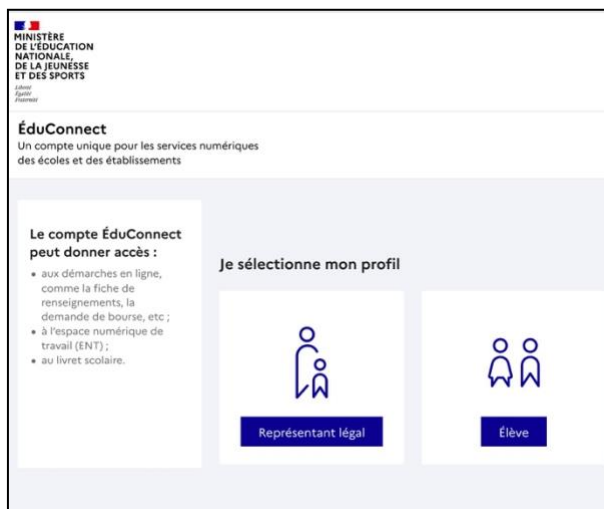 MINISTÈRE
DE L'ÉDUCATION
NATIONALE,
DE LA JEUNESSE
ET DES SPORTS
Liberté
Égalité
Fraternité
ÉduConnect
Un compte unique pour les services numériques
des écoles et des établissements
Le compte ÉduConnect
peut donner accès :
• aux démarches en ligne,
comme la fiche de
renseignements, la
demande de bourse, etc ;
• à l'espace numérique de
travail (ENT) ;
• au livret scolaire.
Je sélectionne mon profil
Représentant légal
Élève